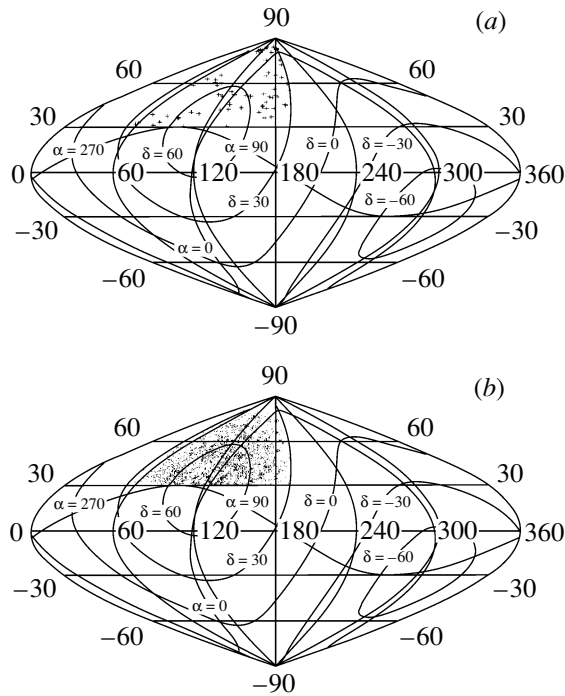 90
(a)
60
60
30
30
α = 270
δ = 60
α = 90
δ = 0
δ = −30
0
60
120
180
240
300
360
δ = 30
δ = −60
−30
−30
α = 0
−60
−60
−90
90
(b)
60
60
30
30
α = 270
δ = 60
α = 90
δ = 0
δ = −30
0
60
120
180
240
300
360
δ = 30
δ = −60
−30
−30
α = 0
−60
−60
−90